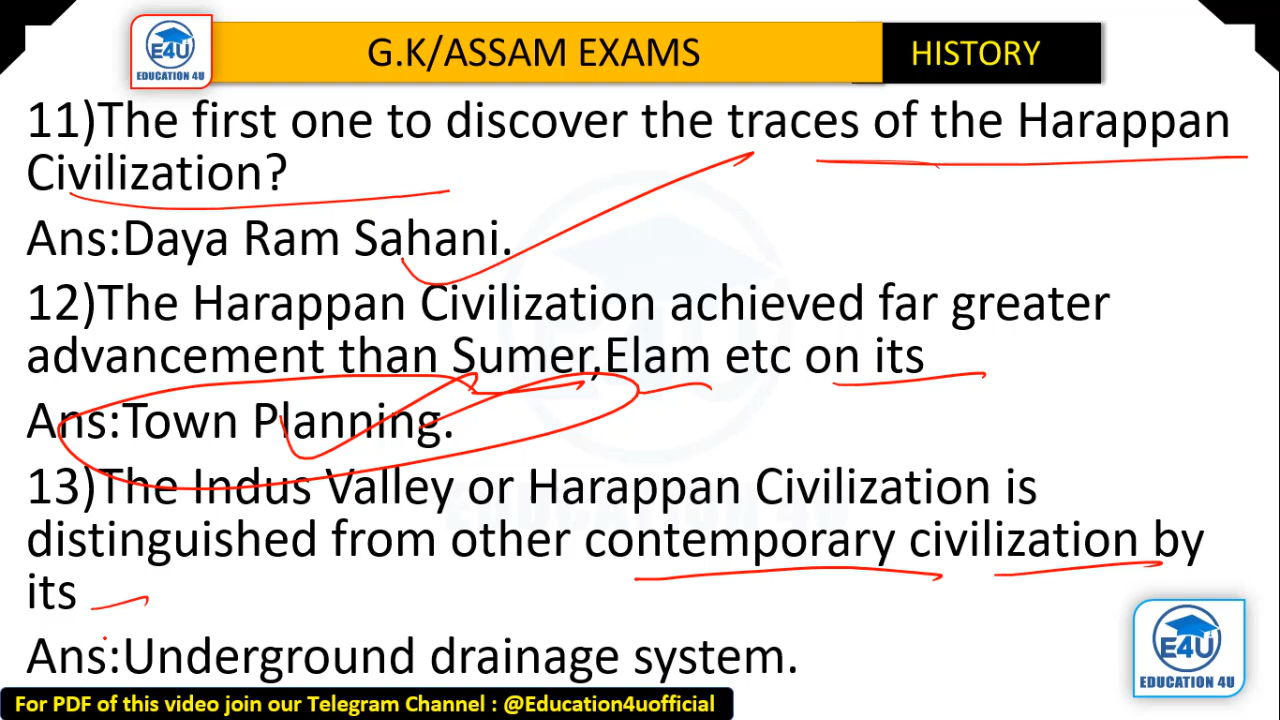 E4U
EDUCATION 4U
G.K/ASSAM EXAMS
HISTORY
11)The first one to discover the traces of the Harappan
Civilization?
Ans:Daya Ram Sahani.
12)The Harappan Civilization achieved far greater
advancement than Sumer,Elam etc on its
Ans:Town Planning.
13)The Indus Valley or Harappan Civilization is
distinguished from other contemporary civilization by
its
Ans:Underground drainage system.
E4U
EDUCATION 4U
E4U
EDUCATION 4U
For PDF of this video join our Telegram Channel : @Education4uofficial